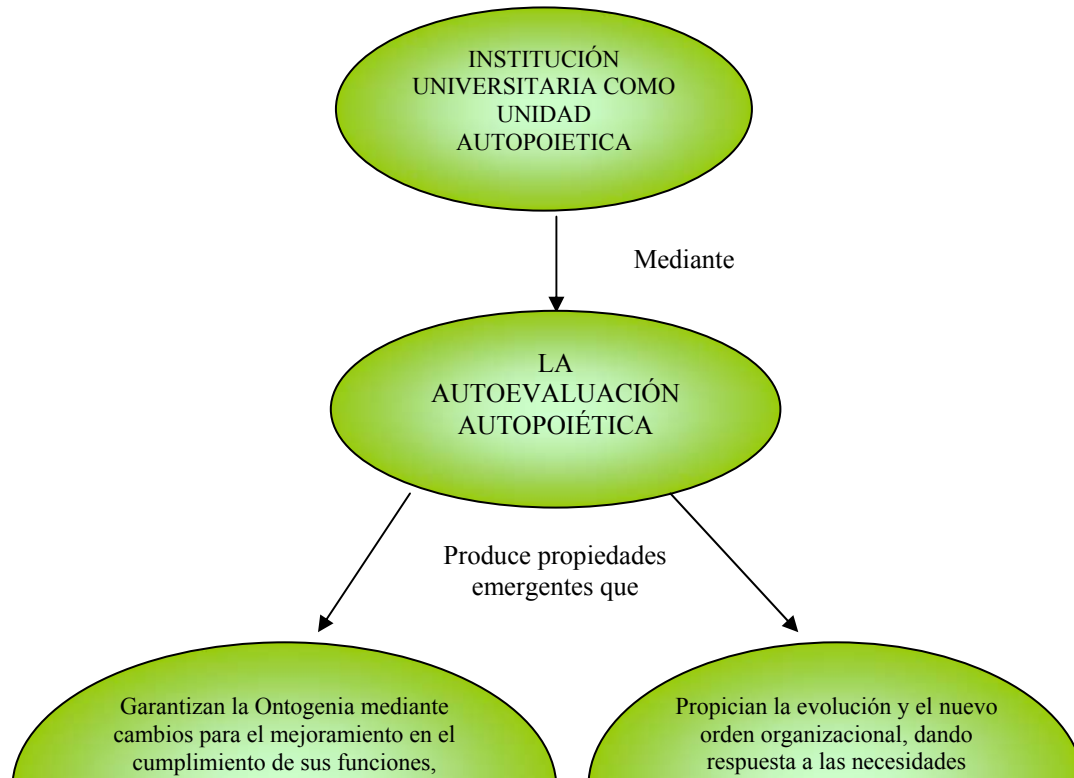 INSTITUCIÓN
UNIVERSITARIA COMO
UNIDAD
AUTOPOIETICA
Mediante
LA
AUTOEVALUACIÓN
AUTOPOIÉTICA
Produce propiedades
emergentes que
Garantizan la Ontogenia mediante
cambios para el mejoramiento en el
cumplimiento de sus funciones,
Propician la evolución y el nuevo
orden organizacional, dando
respuesta a las necesidades